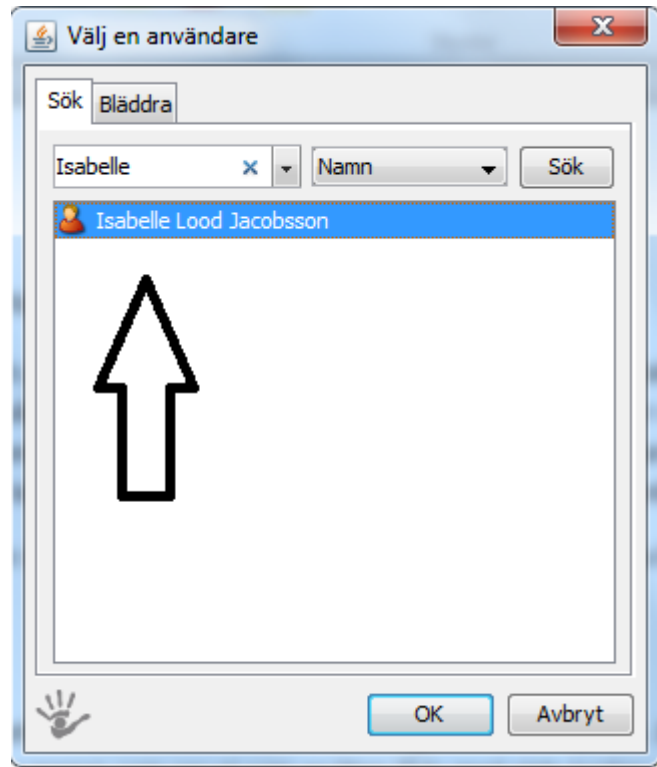 Välj en användare
Sök Bläddra
Isabelle Namn Sök
Isabelle Lood Jacobsson
OK Avbryt